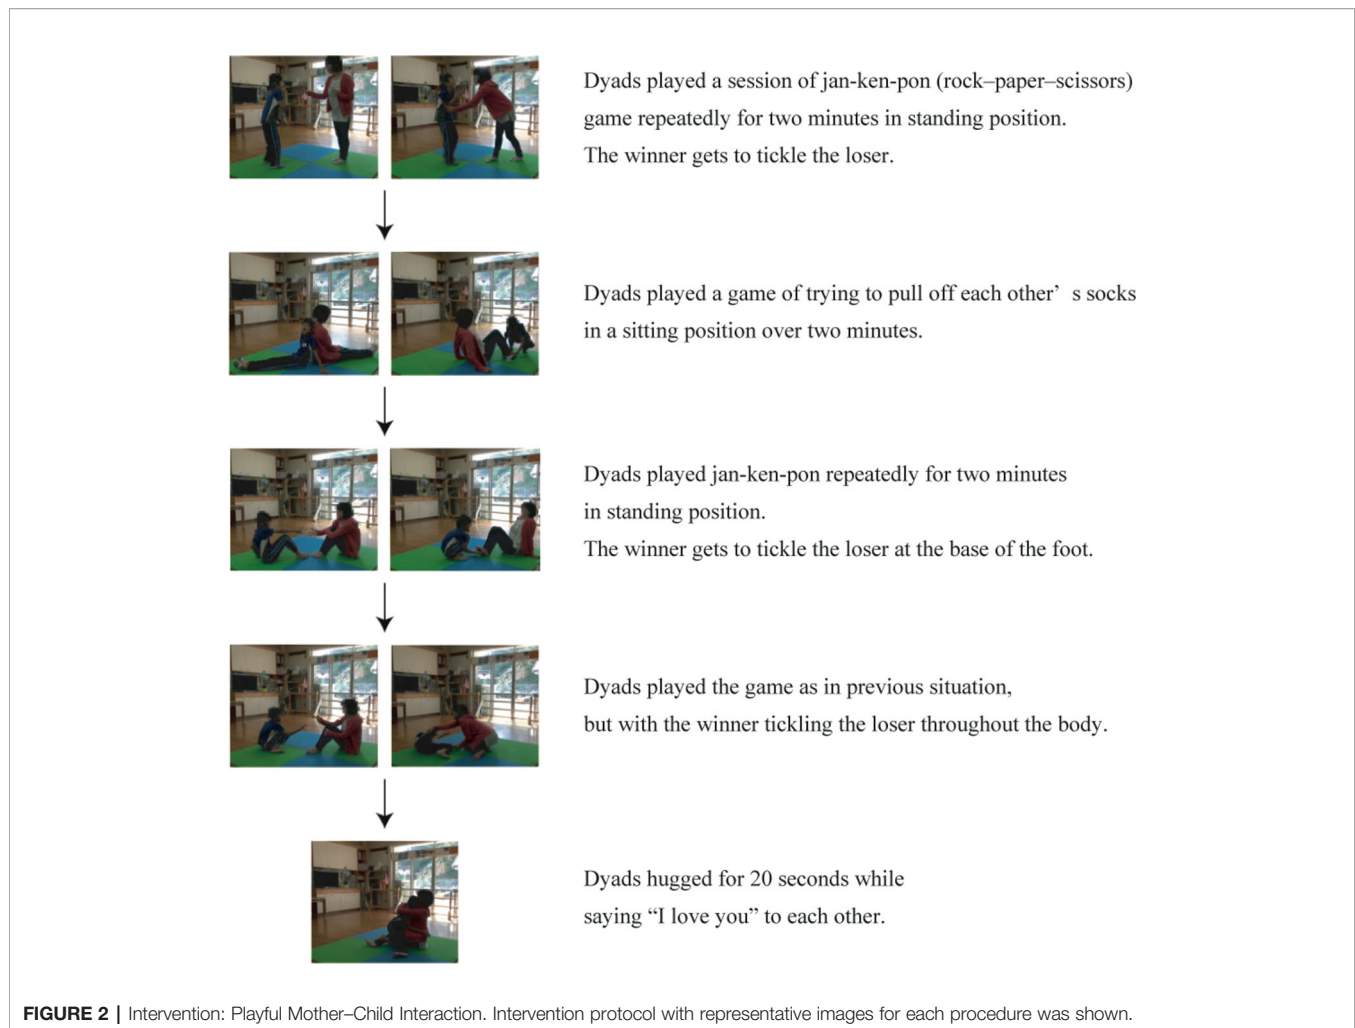 Dyads played a session of jan-ken-pon (rock–paper–scissors)
game repeatedly for two minutes in standing position.
The winner gets to tickle the loser.
Dyads played a game of trying to pull off each other’ s socks
in a sitting position over two minutes.
Dyads played jan-ken-pon repeatedly for two minutes
in standing position.
The winner gets to tickle the loser at the base of the foot.
Dyads played the game as in previous situation,
but with the winner tickling the loser throughout the body.
Dyads hugged for 20 seconds while
saying “I love you” to each other.
FIGURE 2 | Intervention: Playful Mother–Child Interaction. Intervention protocol with representative images for each procedure was shown.